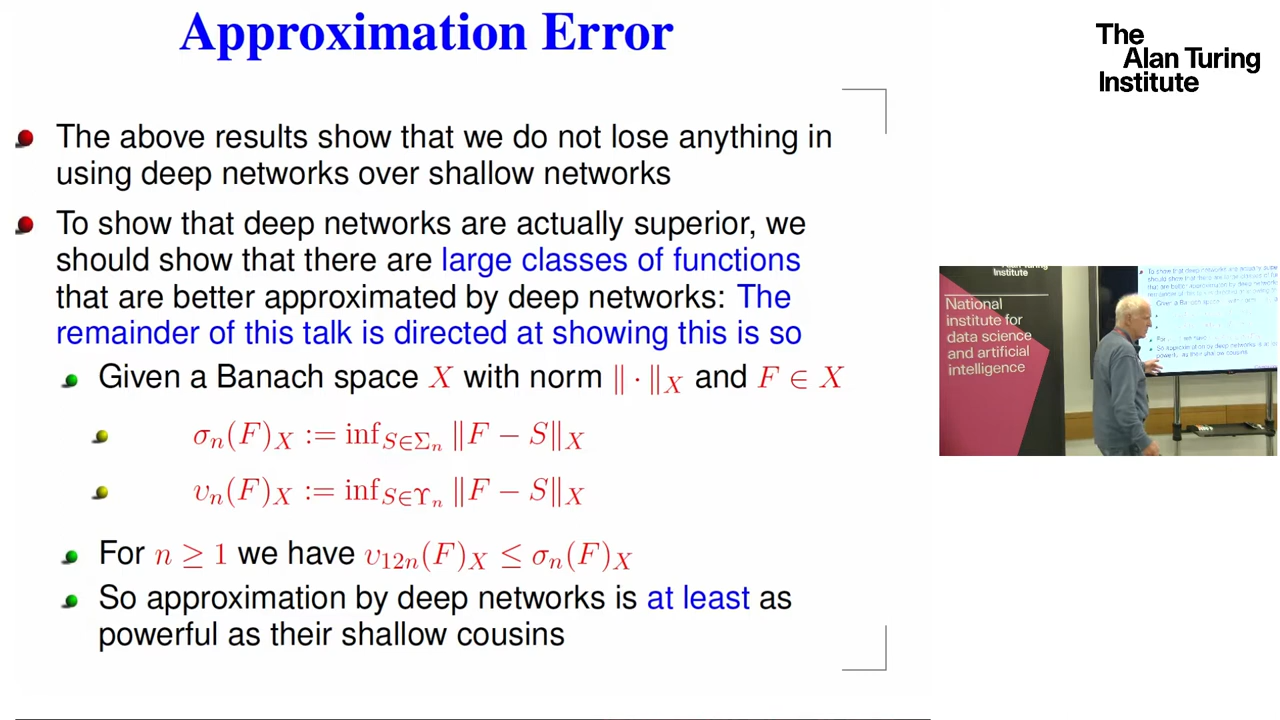 Approximation Error
The above results show that we do not lose anything in
using deep networks over shallow networks
To show that deep networks are actually superior, we
should show that there are large classes of functions
that are better approximated by deep networks: The
remainder of this talk is directed at showing this is so
Given a Banach space X with norm ‖ · ‖_X and F ∈ X
σ_n(F)_X := inf_{S∈Σ_n} ‖F − S‖_X
υ_n(F)_X := inf_{S∈ϒ_n} ‖F − S‖_X
For n ≥ 1 we have υ_{12n}(F)_X ≤ σ_n(F)_X
So approximation by deep networks is at least as
powerful as their shallow cousins
The
Alan Turing
Institute
Institute
National
institute for
data science
and artificial
intelligence